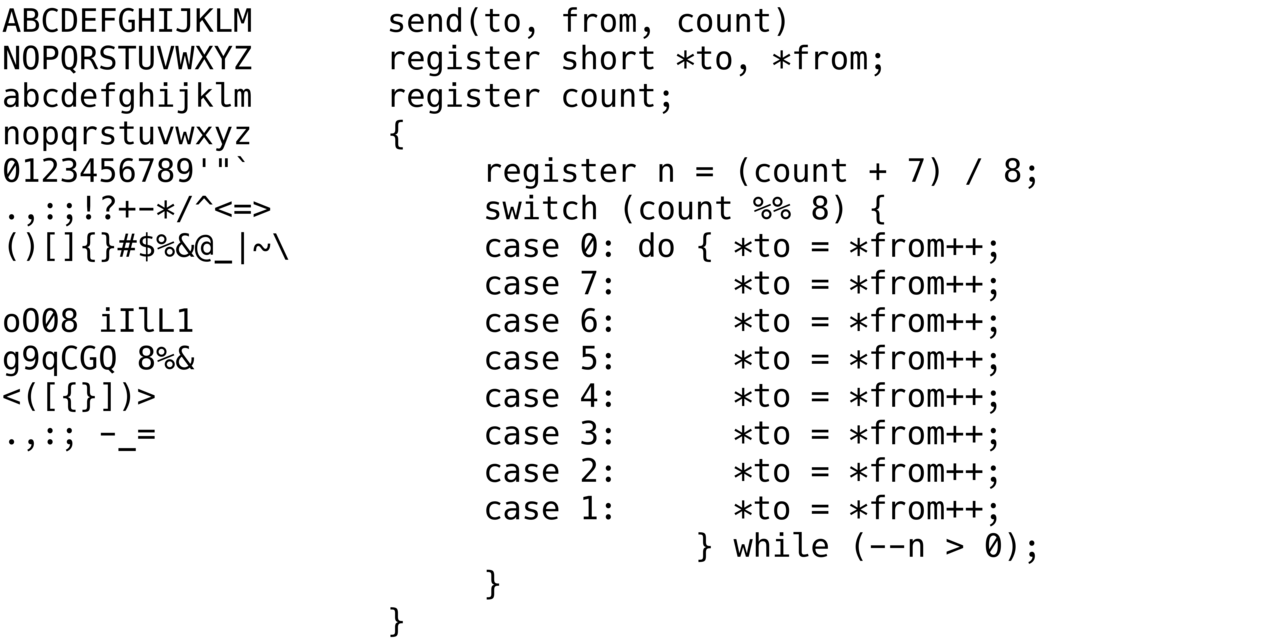 ABCDEFGHIJKLM
NOPQRSTUVWXYZ
abcdefghijklm
nopqrstuvwxyz
0123456789'"`
.,:;!?+-*/^<=>
()[]{}#$%&@_|~\
oO08 iIlL1
g9qCGQ 8%&
<([{}])>
.,:; -_=
send(to, from, count)
register short *to, *from;
register count;
{
     register n = (count + 7) / 8;
     switch (count %% 8) {
     case 0: do { *to = *from++;
     case 7:      *to = *from++;
     case 6:      *to = *from++;
     case 5:      *to = *from++;
     case 4:      *to = *from++;
     case 3:      *to = *from++;
     case 2:      *to = *from++;
     case 1:      *to = *from++;
                } while (--n > 0);
     }
}